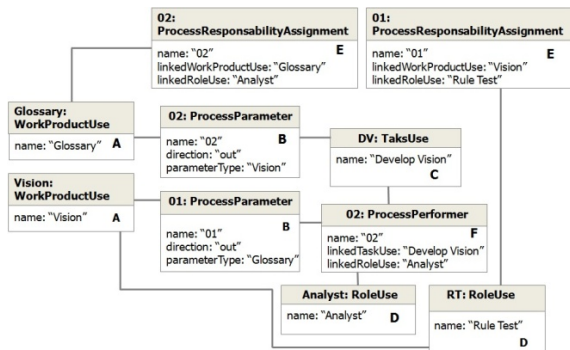 02:
ProcessResponsabilityAssignment
name: “02”
linkedWorkProductUse: “Glossary”
linkedRoleUse: “Analyst”
E
01:
ProcessResponsabilityAssignment
name: “01”
linkedWorkProductUse: “Vision”
linkedRoleUse: “Rule Test”
E
Glossary:
WorkProductUse
name: “Glossary” A
02: ProcessParameter
name: “02”
direction: “out”
parameterType: “Vision”
B
DV: TaksUse
name: “Develop Vision”
C
Vision:
WorkProductUse
name: “Vision” A
01: ProcessParameter
name: “01”
direction: “out”
parameterType: “Glossary”
B
02: ProcessPerformer
name: “02”
linkedTaskUse: “Develop Vision”
linkedRoleUse: “Analyst”
F
Analyst: RoleUse
name: “Analyst” D
RT: RoleUse
name: “Rule Test”
D